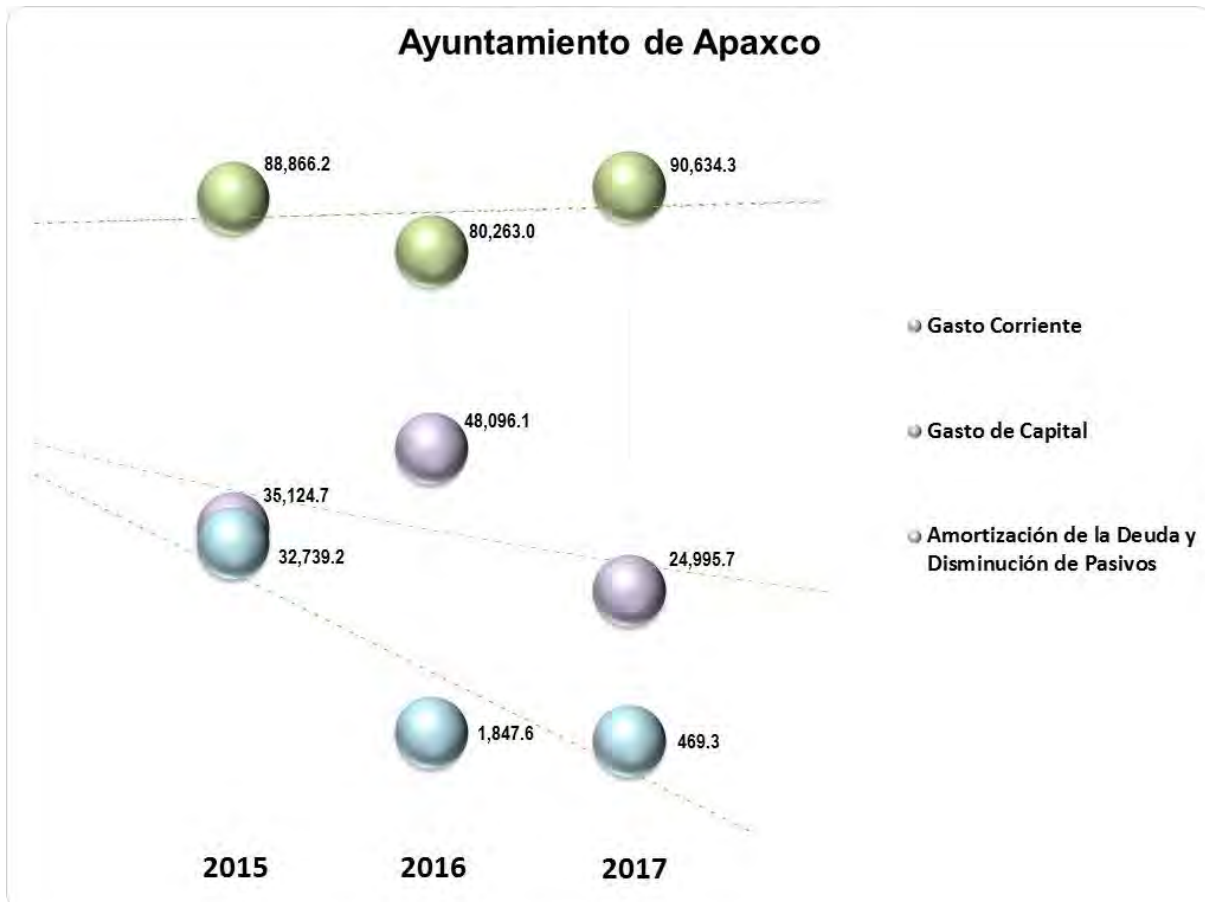 Ayuntamiento de Apaxco
88,866.2
90,634.3
80,263.0
Gasto Corriente
48,096.1
Gasto de Capital
35,124.7
Amortización de la Deuda y
Disminución de Pasivos
32,739.2
24,995.7
1,847.6
469.3
2015
2016
2017